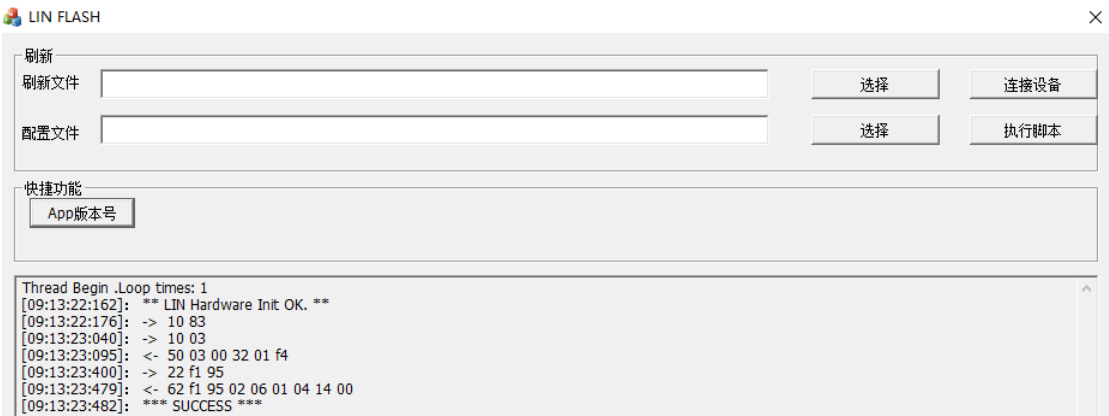 LIN FLASH
刷新
刷新文件 选择 连接设备
配置文件 选择 执行脚本
快捷功能
App版本号
Thread Begin .Loop times: 1
[09:13:22:162]: ** LIN Hardware Init OK. **
[09:13:22:176]: -> 10 83
[09:13:23:040]: -> 10 03
[09:13:23:095]: <- 50 03 00 32 01 f4
[09:13:23:400]: -> 22 f1 95
[09:13:23:479]: <- 62 f1 95 02 06 01 04 14 00
[09:13:23:482]: *** SUCCESS ***